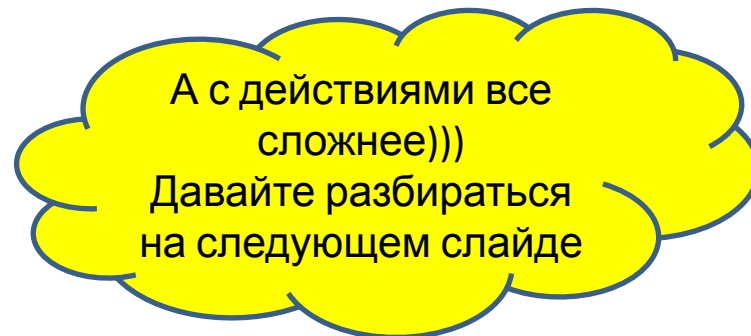 А с действиями все
сложнее)))
Давайте разбираться
на следующем слайде